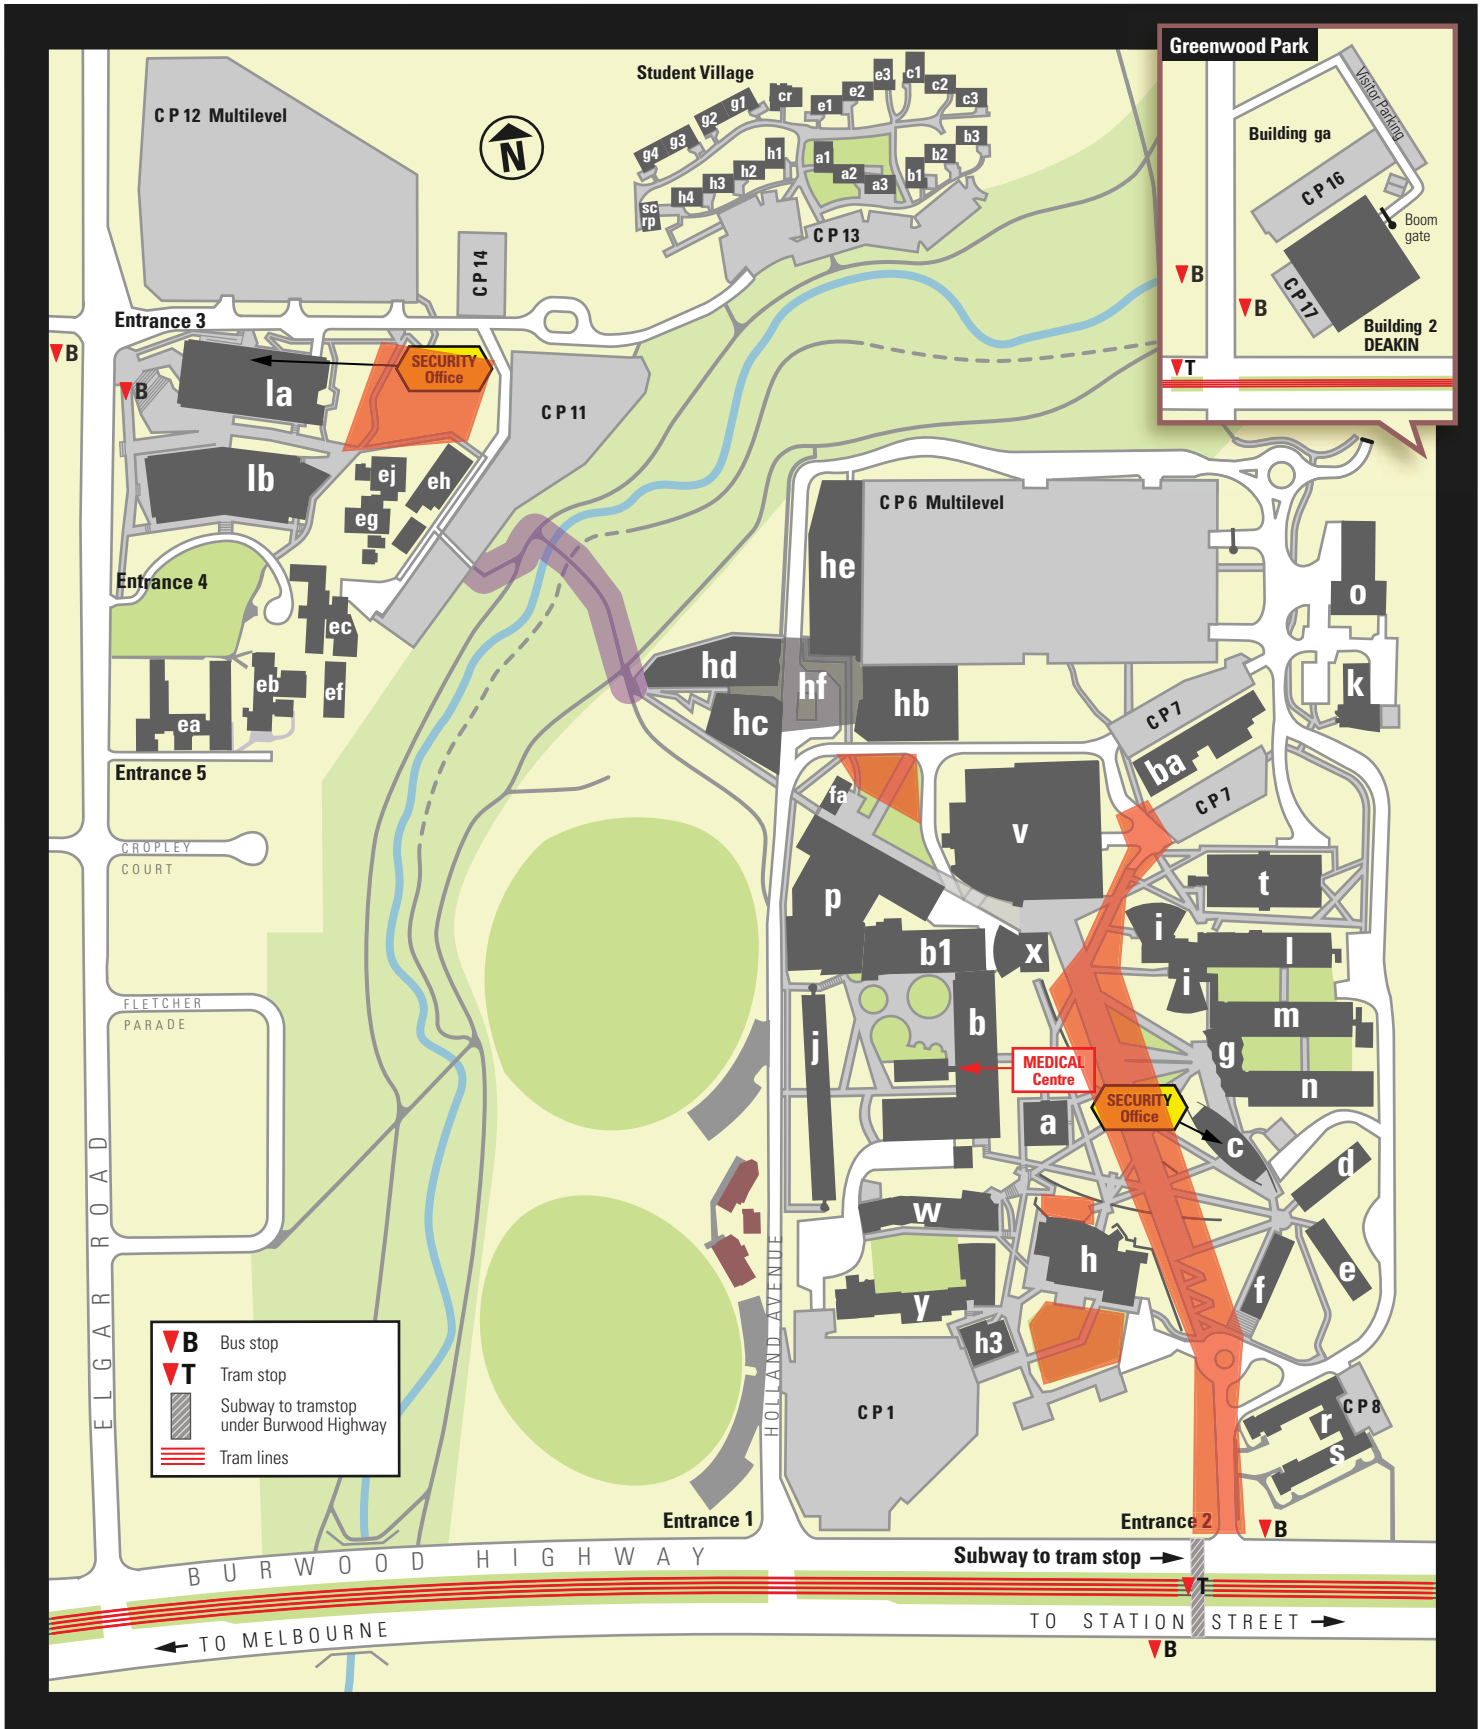 Greenwood Park
Visitor Parking
Building ga
CP16
Boom
gate
CP17
B
B
Building 2
DEAKIN
T
Student Village
CP12 Multilevel
N
cr
e1
e2
e3
c1
c2
c3
g1
g2
g3
g4
h1
h2
h3
h4
a1
a2
a3
b1
b2
b3
sc
rp
CP13
CP14
Entrance 3
B
B
SECURITY
Office
la
CP11
lb
ej
eh
eg
Entrance 4
ec
eb
ef
ea
Entrance 5
CP6 Multilevel
he
o
hd
hf
hb
hc
k
CP7
ba
CP7
fa
v
t
p
i
l
b1
x
i
m
b
j
g
n
MEDICAL
Centre
SECURITY
Office
a
c
d
w
h
e
f
y
h3
CP1
r
CP8
s
CROPLEY
COURT
FLETCHER
PARADE
ELGAR ROAD
HOLLAND AVENUE
B Bus stop
T Tram stop
Subway to tramstop
under Burwood Highway
Tram lines
Entrance 1
Entrance 2
B
BURWOOD HIGHWAY
Subway to tram stop
T
TO MELBOURNE
TO STATION STREET
B